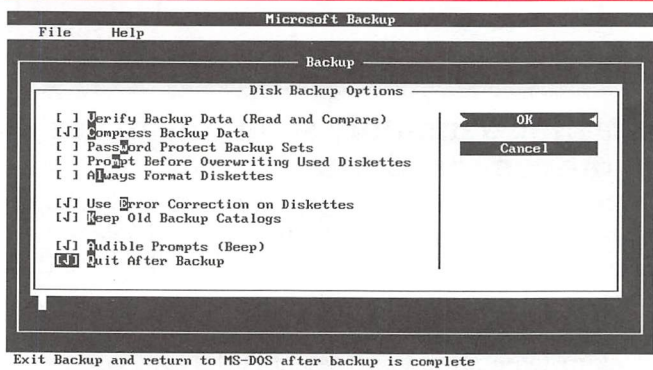 Microsoft Backup
File Help
Backup
Disk Backup Options
[ ] Verify Backup Data (Read and Compare)
[√] Compress Backup Data
[ ] Password Protect Backup Sets
[ ] Prompt Before Overwriting Used Diskettes
[ ] Always Format Diskettes
[√] Use Error Correction on Diskettes
[√] Keep Old Backup Catalogs
[√] Audible Prompts (Beep)
[√] Quit After Backup
OK
Cancel
Exit Backup and return to MS-DOS after backup is complete